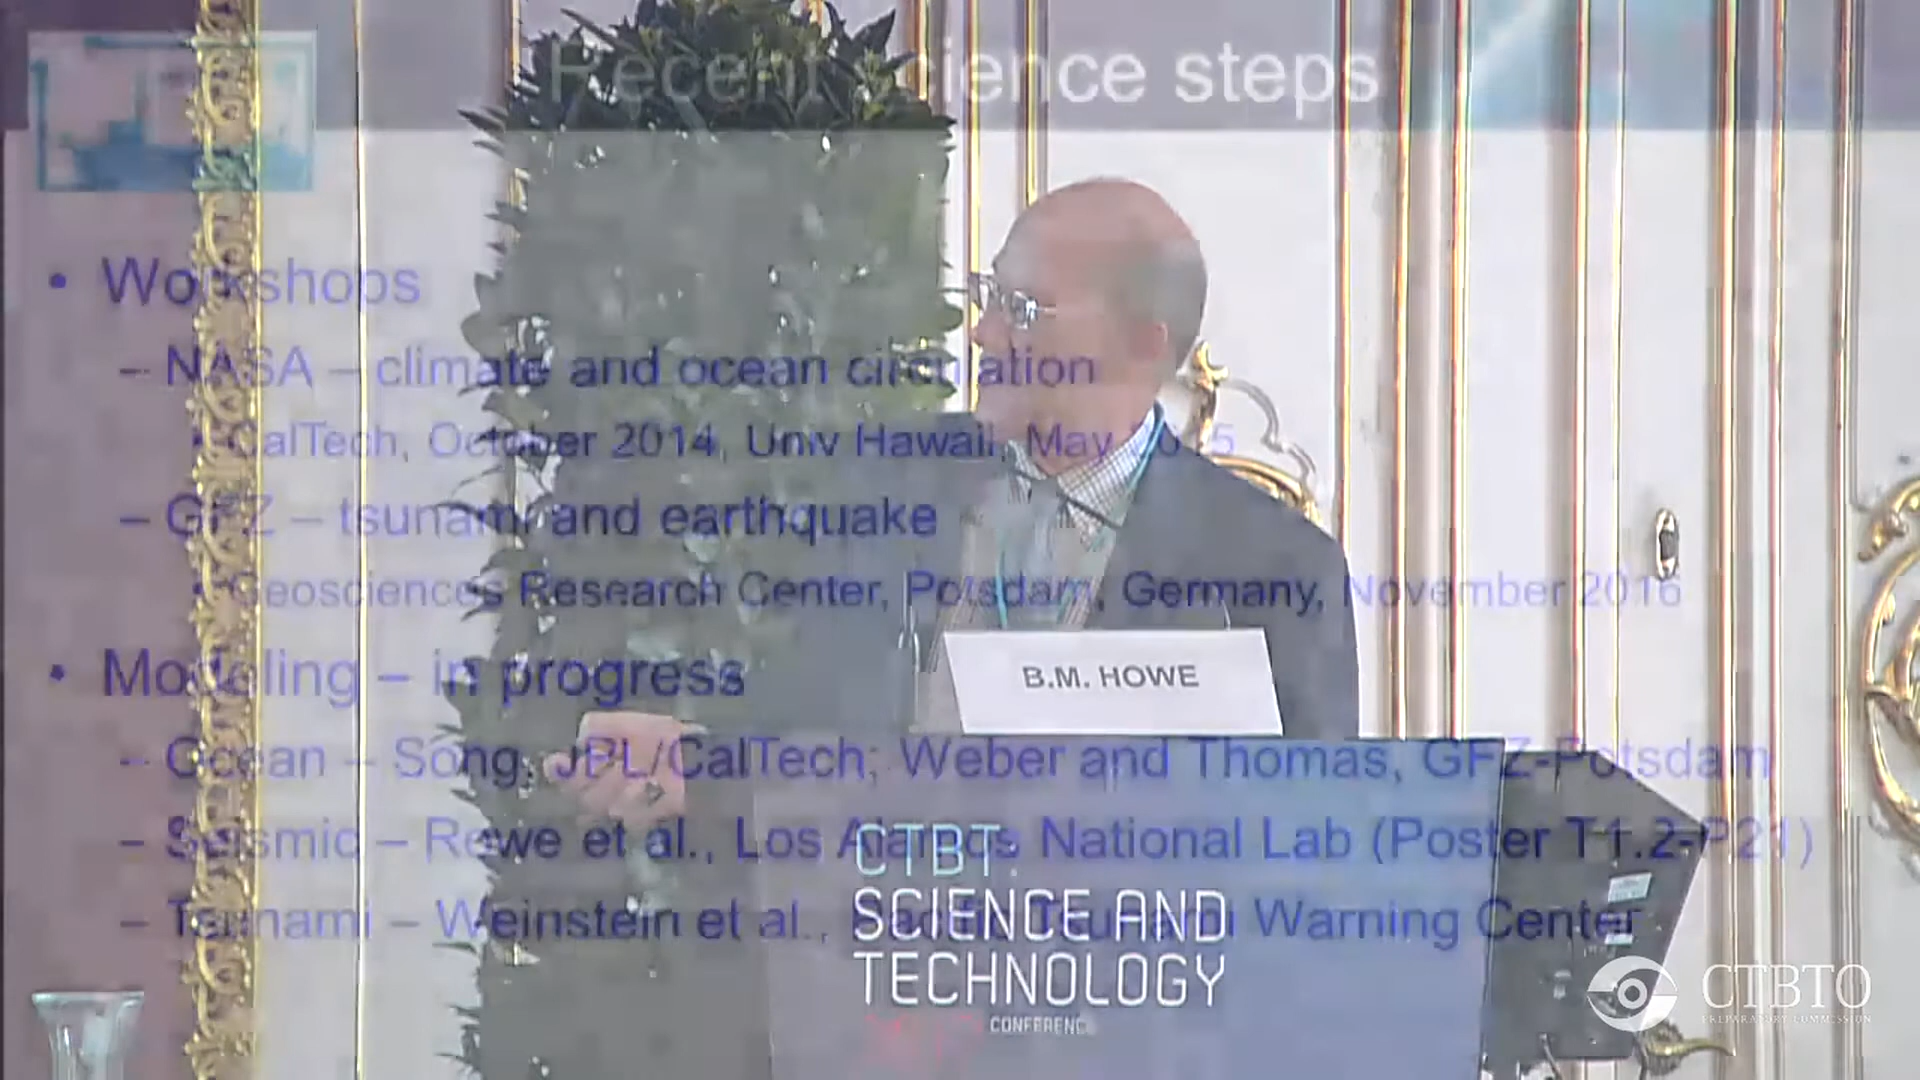 Recent science steps
• Workshops
– NASA – climate and ocean circulation
• CalTech, October 2014, Univ Hawaii, May 2015
– GFZ – tsunami and earthquake
• Geosciences Research Center, Potsdam, Germany, November 2016
• Modeling – in progress
– Ocean – Song, JPL/CalTech; Weber and Thomas, GFZ-Potsdam
– Seismic – Rowe et al., Los Alamos National Lab (Poster T1.2-P21)
– Tsunami – Weinstein et al., Pacific Tsunami Warning Center
B.M. HOWE
CTBT:
SCIENCE AND
TECHNOLOGY
CONFERENCE
CTBTO
PREPARATORY COMMISSION